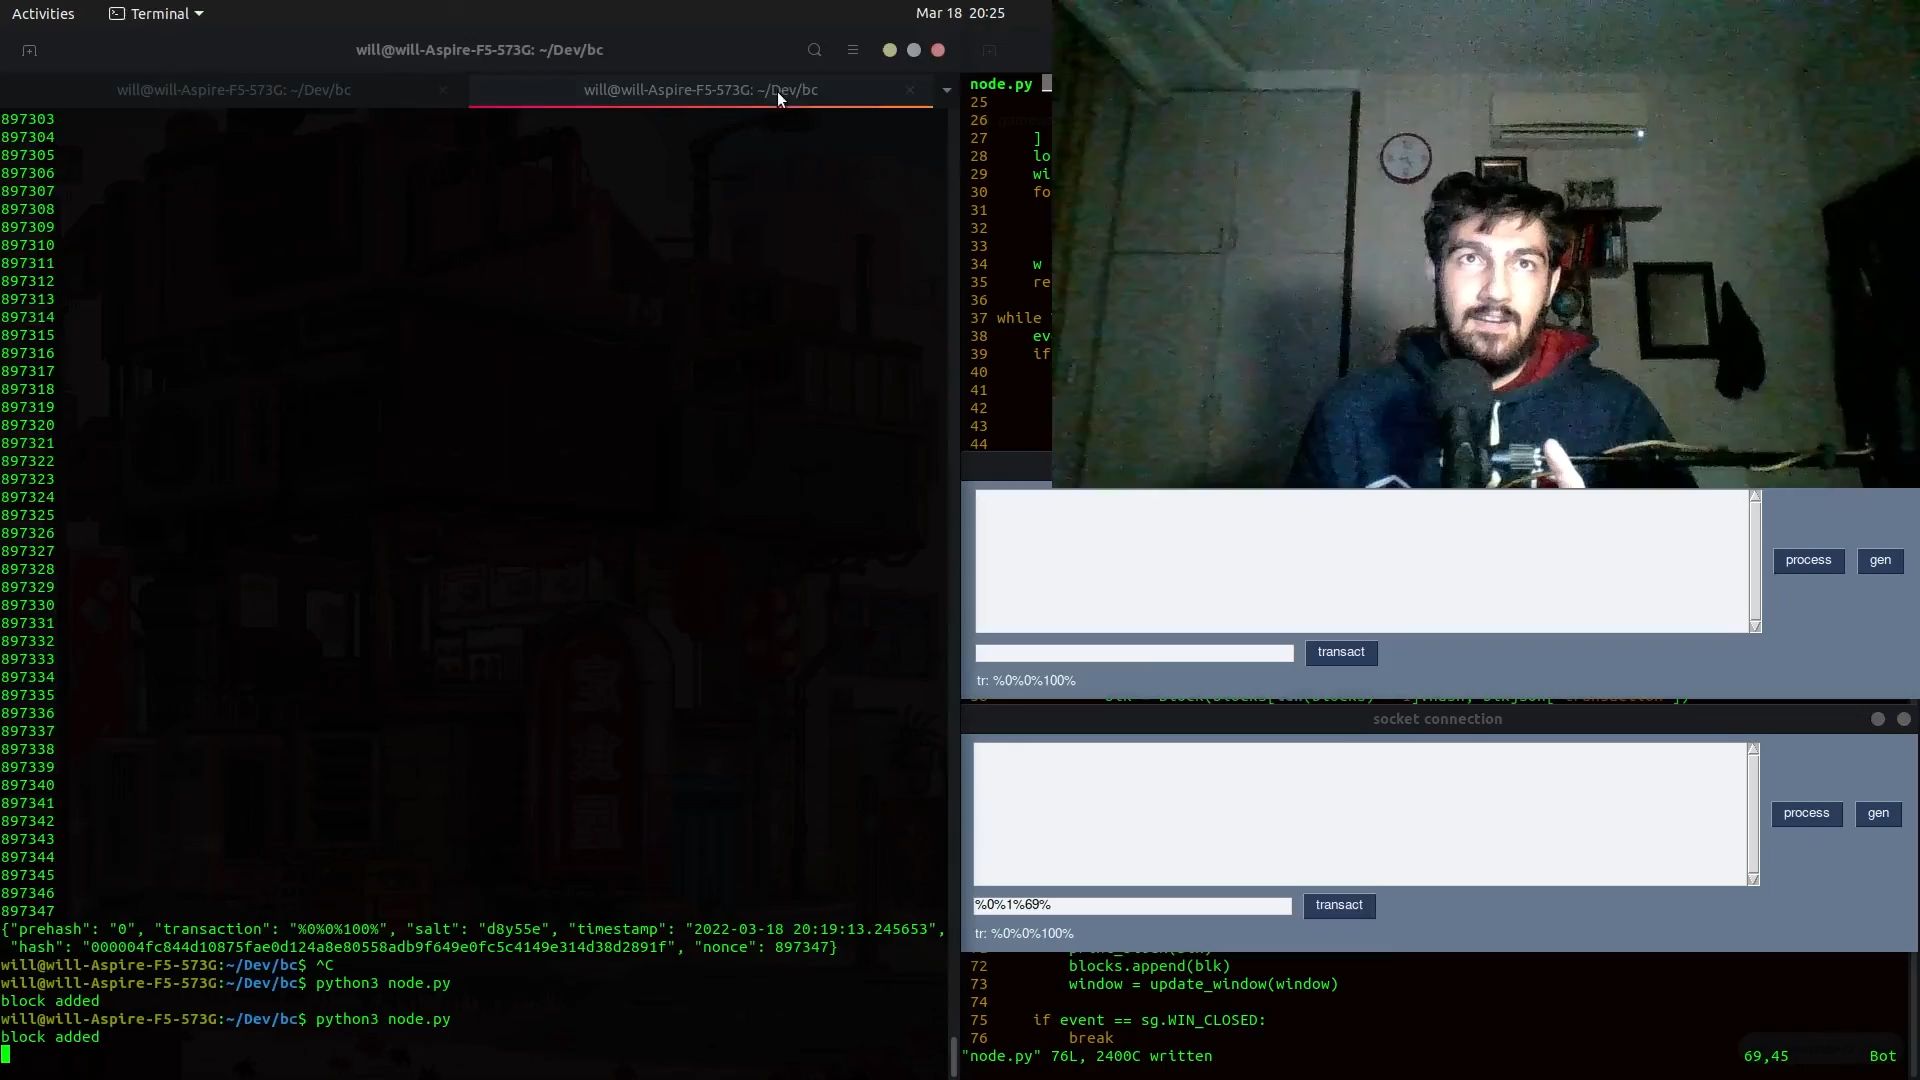 Activities
Terminal
Mar 18 20:25
will@will-Aspire-F5-573G: ~/Dev/bc
will@will-Aspire-F5-573G: ~/Dev/bc
will@will-Aspire-F5-573G: ~/Dev/bc
897303
897304
897305
897306
897307
897308
897309
897310
897311
897312
897313
897314
897315
897316
897317
897318
897319
897320
897321
897322
897323
897324
897325
897326
897327
897328
897329
897330
897331
897332
897333
897334
897335
897336
897337
897338
897339
897340
897341
897342
897343
897344
897345
897346
897347
{"prehash": "0", "transaction": "%0%0%100%", "salt": "d8y55e", "timestamp": "2022-03-18 20:19:13.245653",
"hash": "000004fc844d10875fae0d124a8e80558adb9f649e0fc5c4149e314d38d2891f", "nonce": 897347}
will@will-Aspire-F5-573G:~/Dev/bc$ ^C
will@will-Aspire-F5-573G:~/Dev/bc$ python3 node.py
block added
will@will-Aspire-F5-573G:~/Dev/bc$ python3 node.py
block added
node.py
25
26
27 ]
28 lo
29 wi
30 fo
31
32
33
34 w
35 re
36
37 while
38 ev
39 if
40
41
42
43
44
process
gen
transact
tr: %0%0%100%
socket connection
process
gen
%0%1%69%
transact
tr: %0%0%100%
72 blocks.append(blk)
73 window = update_window(window)
74
75 if event == sg.WIN_CLOSED:
76 break
"node.py" 76L, 2400C written
69,45
Bot